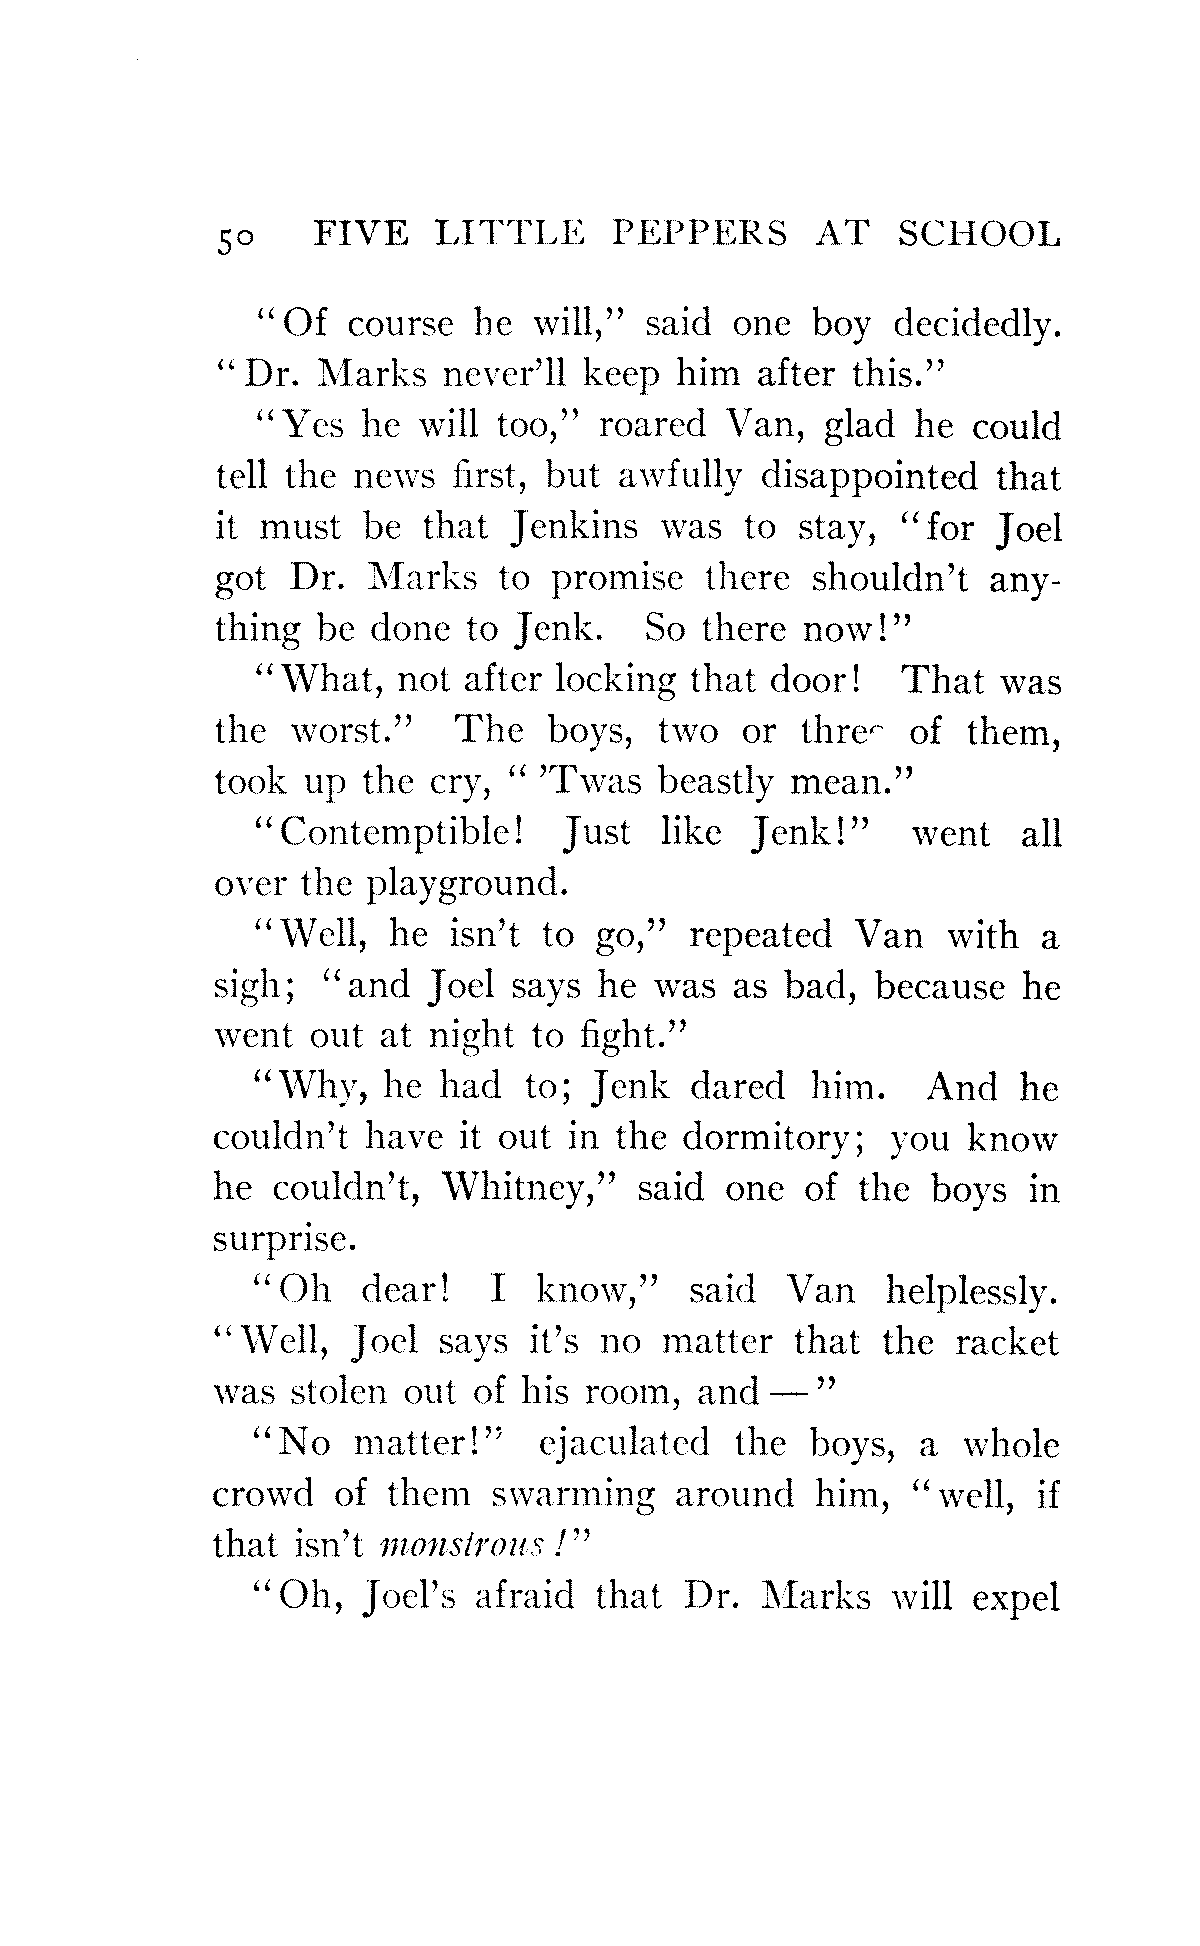 50 FIVE LITTLE PEPPERS AT SCHOOL
"Of course he will," said one boy decidedly.
"Dr. Marks never'll keep him after this."
"Yes he will too," roared Van, glad he could
tell the news first, but awfully disappointed that
it must be that Jenkins was to stay, "for Joel
got Dr. Marks to promise there shouldn't any-
thing be done to Jenk. So there now!"
"What, not after locking that door! That was
the worst." The boys, two or three of them,
took up the cry, "'Twas beastly mean."
"Contemptible! Just like Jenk!" went all
over the playground.
"Well, he isn't to go," repeated Van with a
sigh; "and Joel says he was as bad, because he
went out at night to fight."
"Why, he had to; Jenk dared him. And he
couldn't have it out in the dormitory; you know
he couldn't, Whitney," said one of the boys in
surprise.
"Oh dear! I know," said Van helplessly.
"Well, Joel says it's no matter that the racket
was stolen out of his room, and—"
"No matter!" ejaculated the boys, a whole
crowd of them swarming around him, "well, if
that isn't monstrous!"
"Oh, Joel's afraid that Dr. Marks will expel